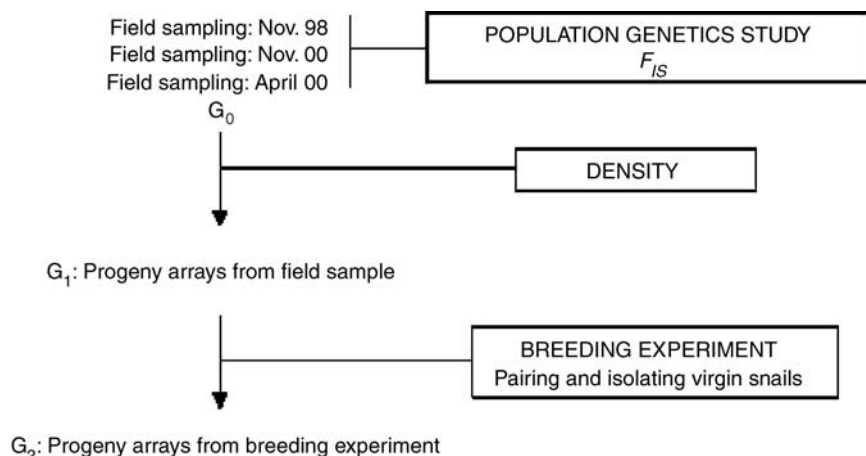 Field sampling: Nov. 98
Field sampling: Nov. 00
Field sampling: April 00
G0
POPULATION GENETICS STUDY
FIS
DENSITY
G1: Progeny arrays from field sample
BREEDING EXPERIMENT
Pairing and isolating virgin snails
G2: Progeny arrays from breeding experiment